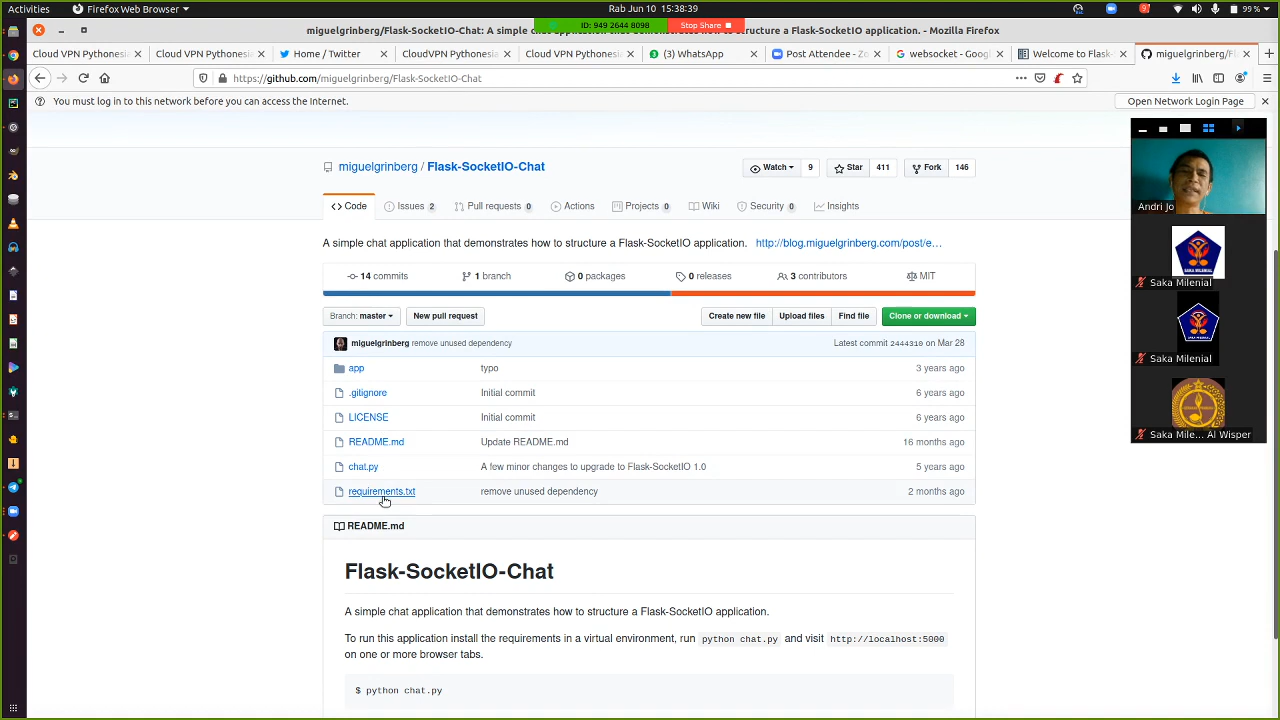 Activities
Firefox Web Browser
Rab Juno 10 15:38:39
99 %
ID: 949 2644 8098
Stop Share
miguelgrinberg/Flask-SocketIO-Chat: A simple chat application that demonstrates how to structure a Flask-SocketIO application. - Mozilla Firefox
Cloud VPN Pythonesi
Cloud VPN Pythonesi
Home / Twitter
CloudVPN Pythonesi
Cloud VPN Pythonesi
(3) WhatsApp
Post Attendee - Zo
websocket - Googl
Welcome to Flask-
miguelgrinberg/Fl
https://github.com/miguelgrinberg/Flask-SocketIO-Chat
You must log in to this network before you can access the Internet.
Open Network Login Page
miguelgrinberg / Flask-SocketIO-Chat
Watch 9
Star 411
Fork 146
Code
Issues 2
Pull requests 0
Actions
Projects 0
Wiki
Security 0
Insights
A simple chat application that demonstrates how to structure a Flask-SocketIO application. http://blog.miguelgrinberg.com/post/e…
14 commits
1 branch
0 packages
0 releases
3 contributors
MIT
Branch: master
New pull request
Create new file
Upload files
Find file
Clone or download
miguelgrinberg remove unused dependency
Latest commit 2444310 on Mar 28
app typo 3 years ago
.gitignore Initial commit 6 years ago
LICENSE Initial commit 6 years ago
README.md Update README.md 16 months ago
chat.py A few minor changes to upgrade to Flask-SocketIO 1.0 5 years ago
requirements.txt remove unused dependency 2 months ago
README.md
Flask-SocketIO-Chat
A simple chat application that demonstrates how to structure a Flask-SocketIO application.
To run this application install the requirements in a virtual environment, run python chat.py and visit http://localhost:5000
on one or more browser tabs.
$ python chat.py
Andri Jo
Saka Milenial
Saka Milenial
Saka Mile... Al Wisper